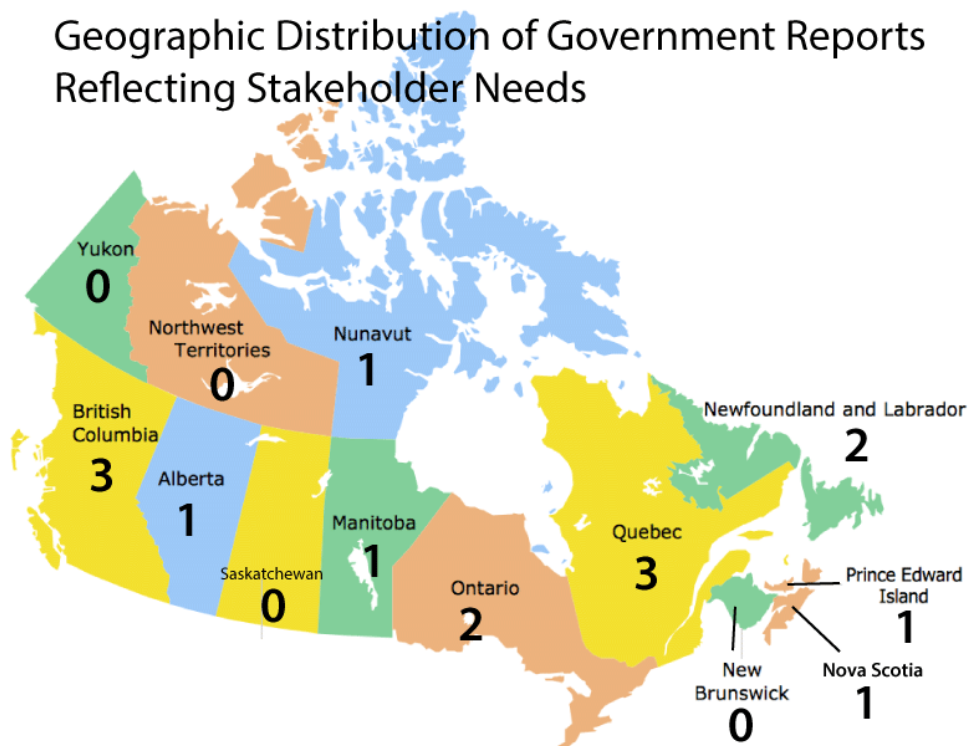 Geographic Distribution of Government Reports
Reflecting Stakeholder Needs
Yukon
0
Northwest
Territories
0
Nunavut
1
British
Columbia
3
Alberta
1
Saskatchewan
0
Manitoba
1
Ontario
2
Quebec
3
Newfoundland and Labrador
2
Prince Edward
Island
1
Nova Scotia
1
New
Brunswick
0